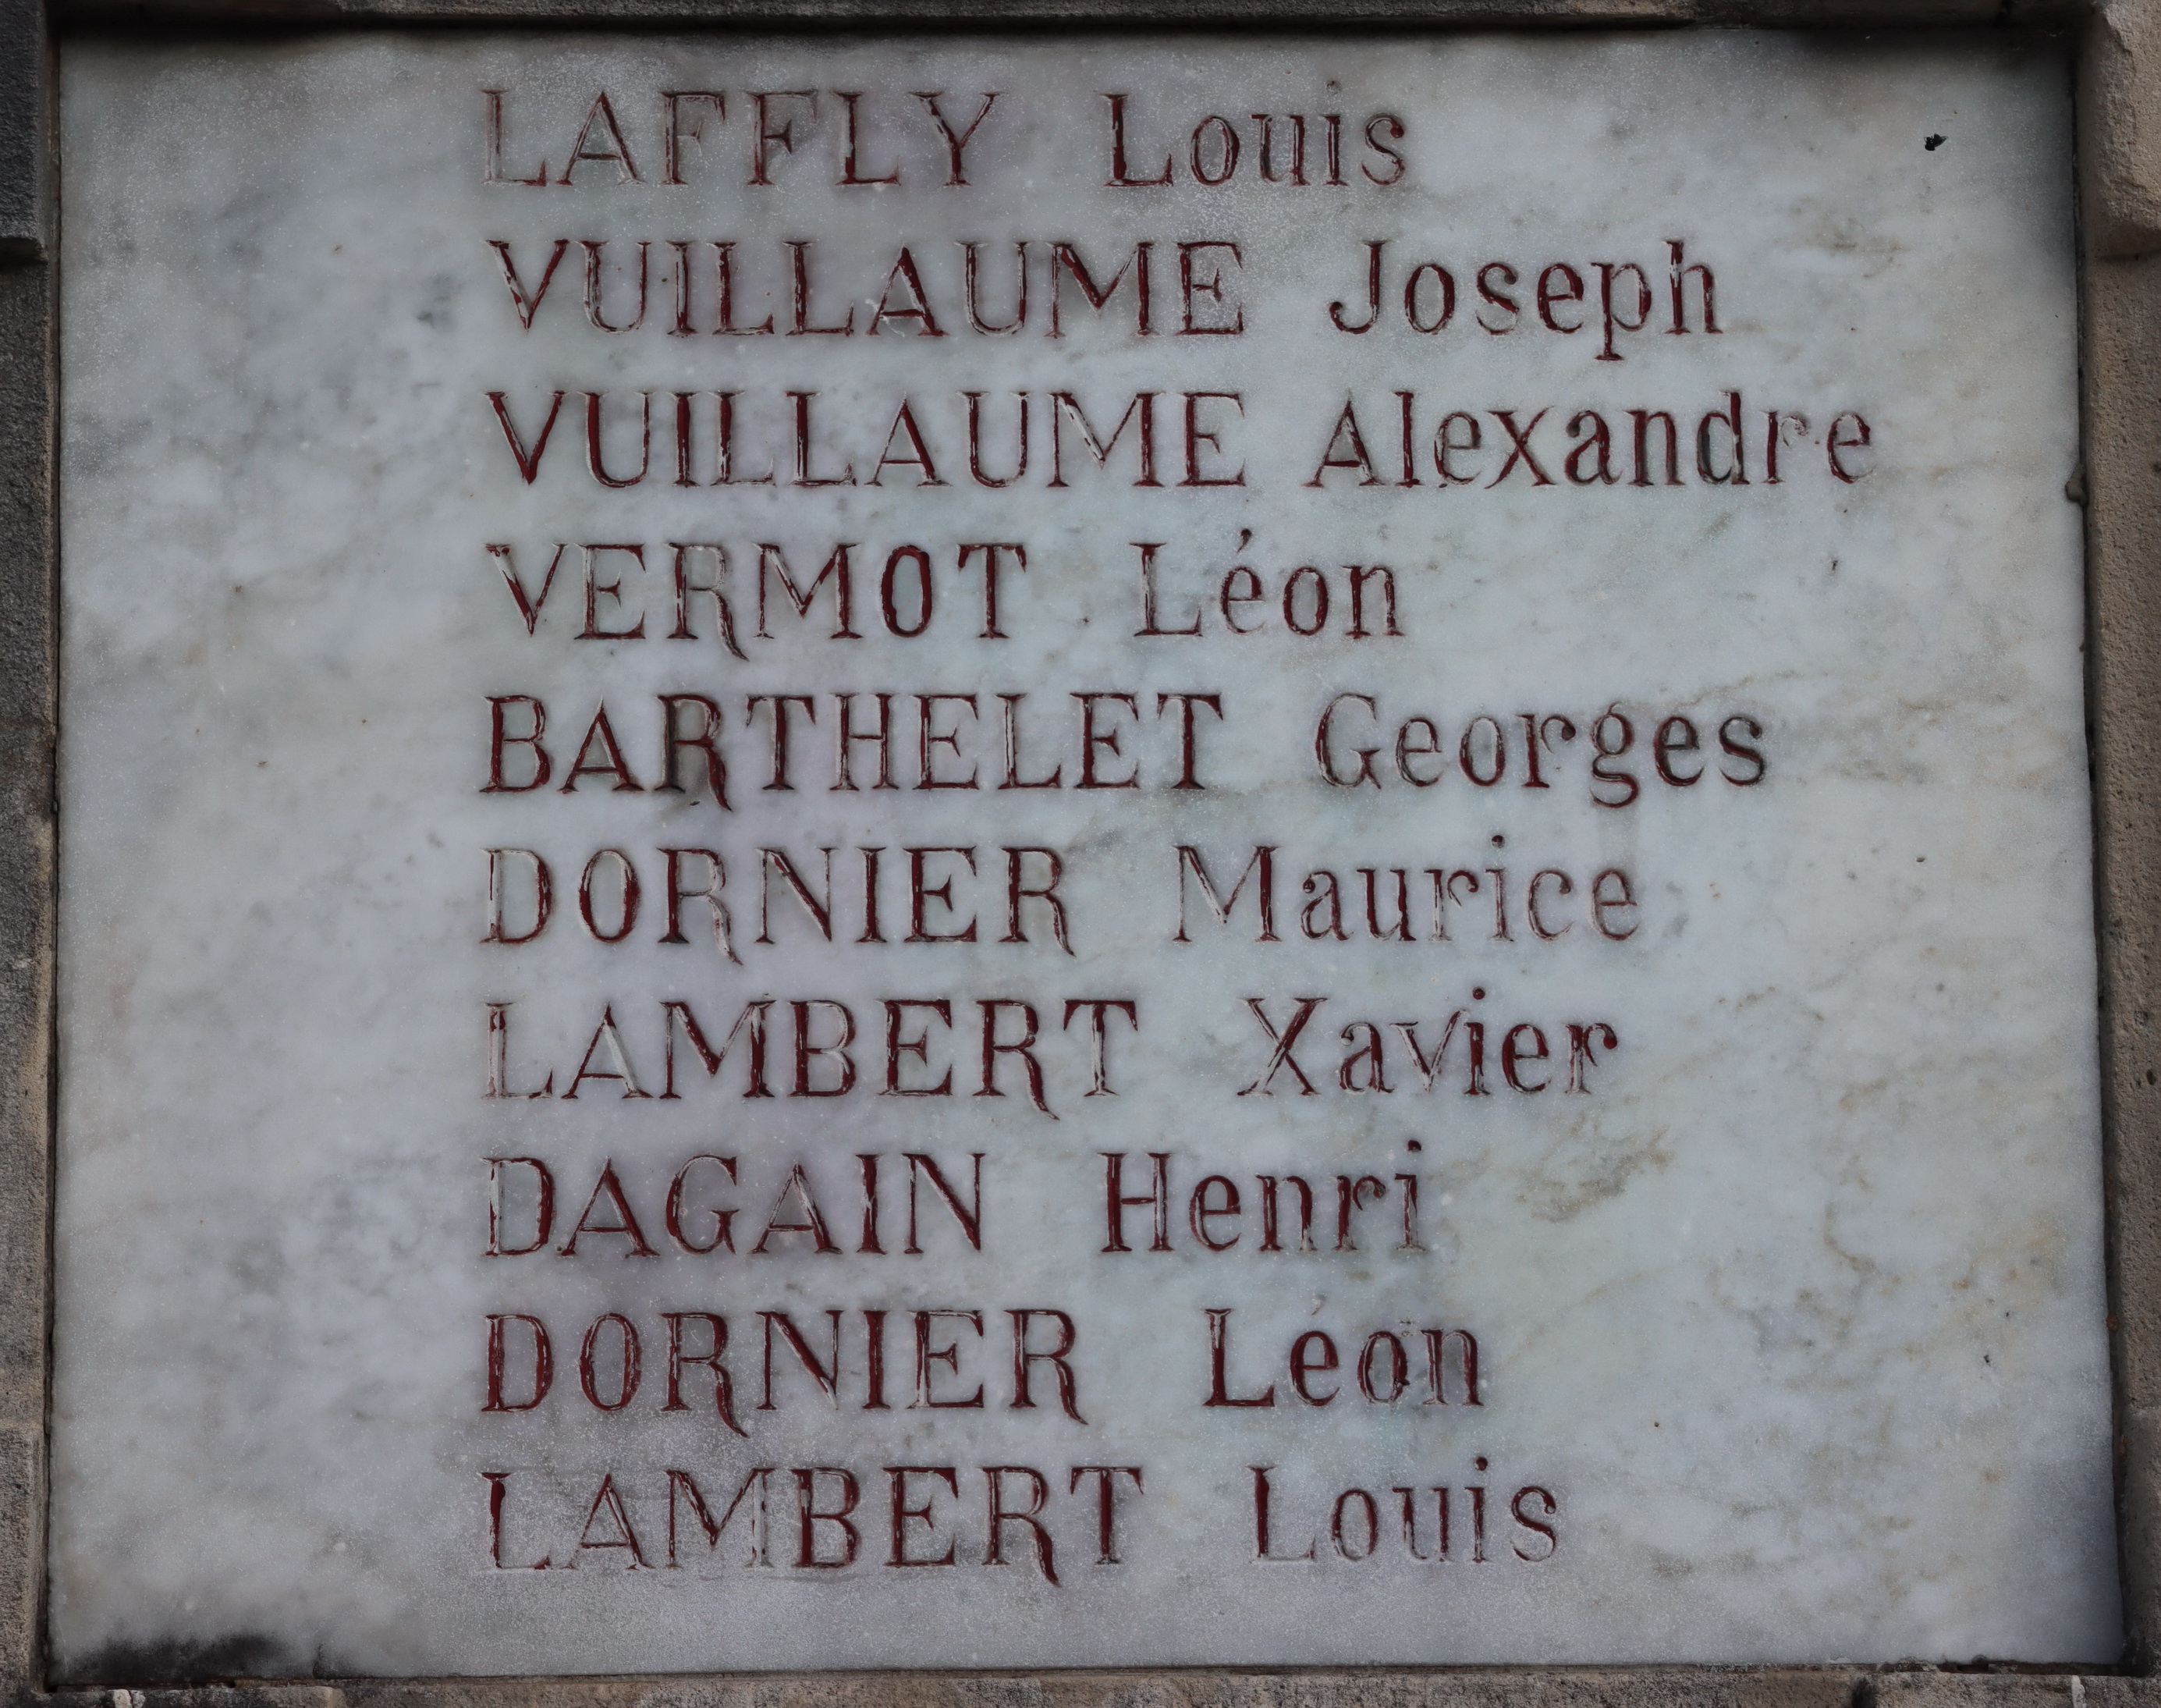 LAFFLY Louis
VUILLAUME Joseph
VUILLAUME Alexandre
VERMOT Léon
BARTHELET Georges
DORNIER Maurice
LAMBERT Xavier
DAGAIN Henri
DORNIER Léon
LAMBERT Louis